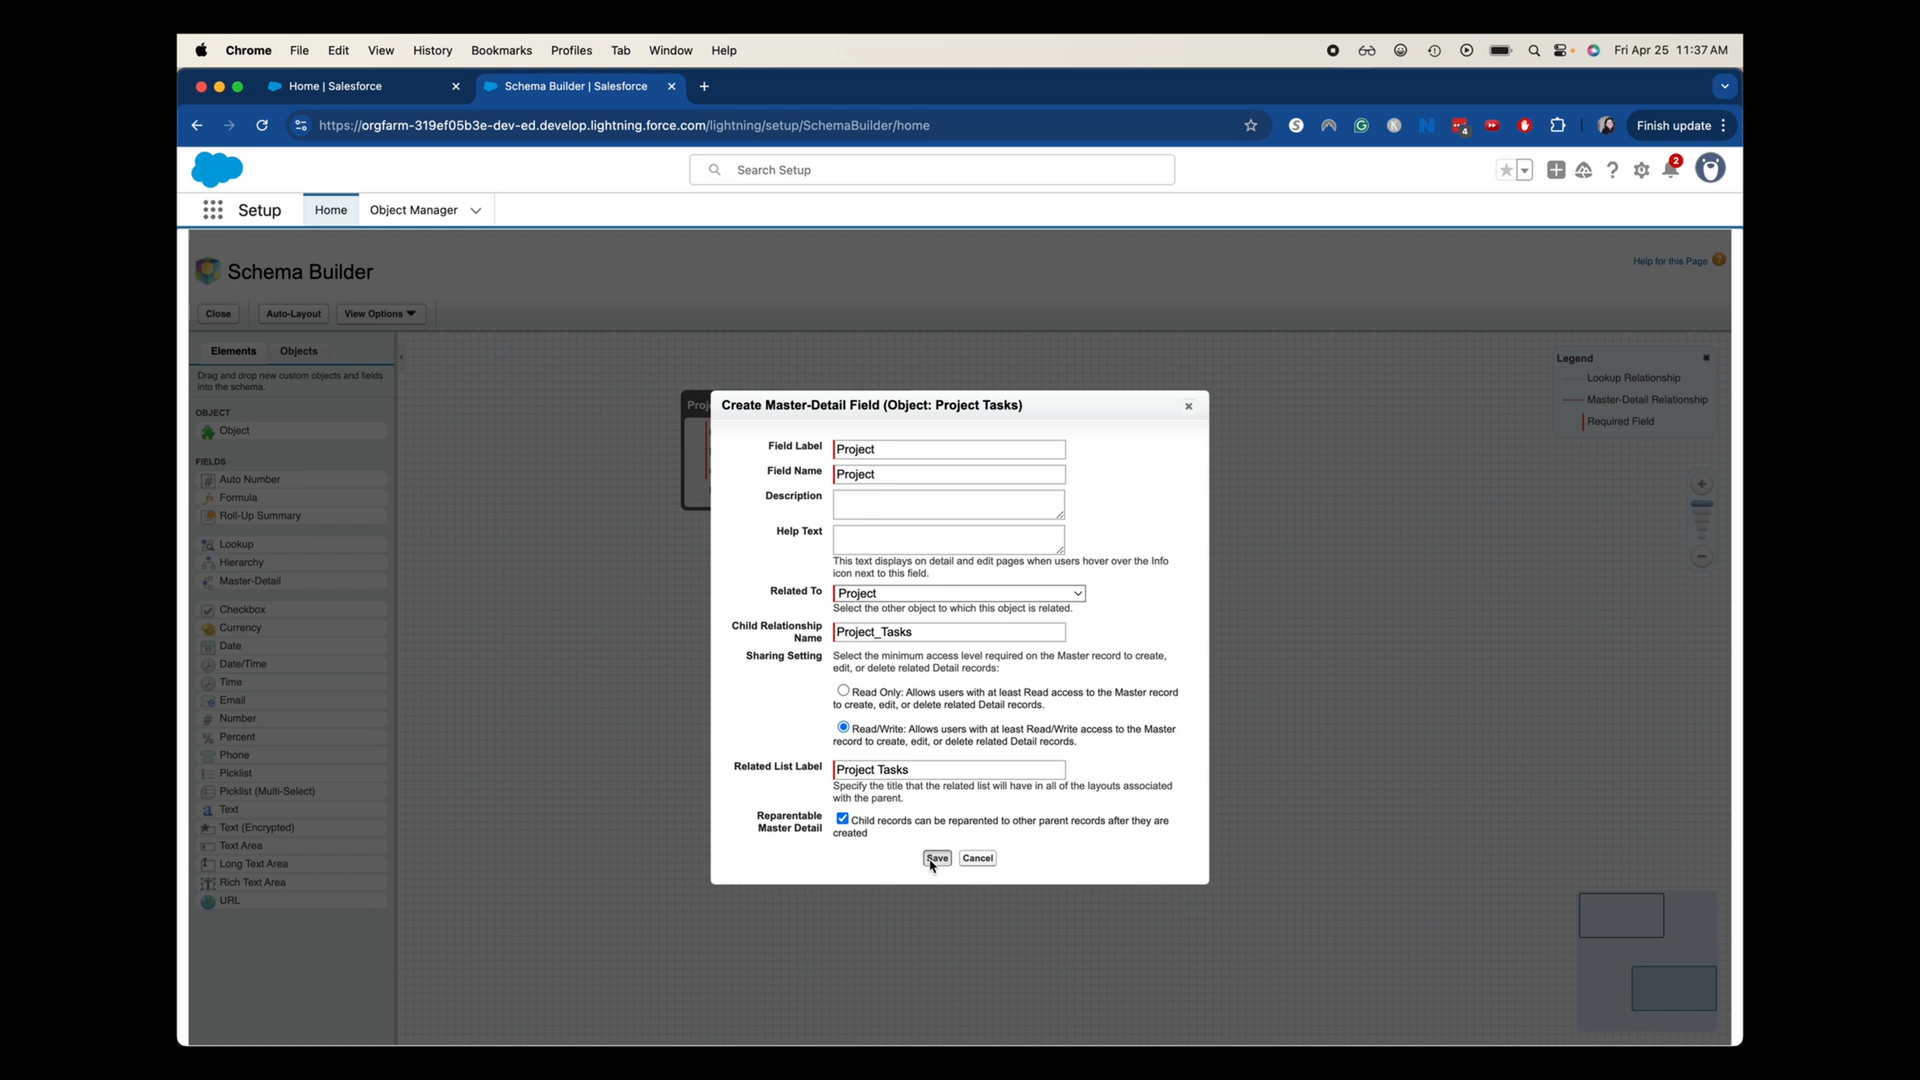 Chrome File Edit View History Bookmarks Profiles Tab Window Help Fri Apr 25 11:37 AM
Home | Salesforce Schema Builder | Salesforce
https://orgfarm-319ef05b3e-dev-ed.develop.lightning.force.com/lightning/setup/SchemaBuilder/home 4 Finish update
Search Setup 2
Setup Home Object Manager
Schema Builder Help for this Page
Close Auto-Layout View Options
Elements Objects
Drag and drop new custom objects and fields
into the schema.
OBJECT
Object
FIELDS
Auto Number
Formula
Roll-Up Summary
Lookup
Hierarchy
Master-Detail
Checkbox
Currency
Date
Date/Time
Time
Email
Number
Percent
Phone
Picklist
Picklist (Multi-Select)
Text
Text (Encrypted)
Text Area
Long Text Area
Rich Text Area
URL
Create Master-Detail Field (Object: Project Tasks)
Field Label Project
Field Name Project
Description
Help Text
This text displays on detail and edit pages when users hover over the Info
icon next to this field.
Related To Project
Select the other object to which this object is related.
Child Relationship
Name Project_Tasks
Sharing Setting Select the minimum access level required on the Master record to create,
edit, or delete related Detail records:
Read Only: Allows users with at least Read access to the Master record
to create, edit, or delete related Detail records.
Read/Write: Allows users with at least Read/Write access to the Master
record to create, edit, or delete related Detail records.
Related List Label Project Tasks
Specify the title that the related list will have in all of the layouts associated
with the parent.
Reparentable
Master Detail Child records can be reparented to other parent records after they are
created
Save Cancel
Legend
Lookup Relationship
Master-Detail Relationship
Required Field